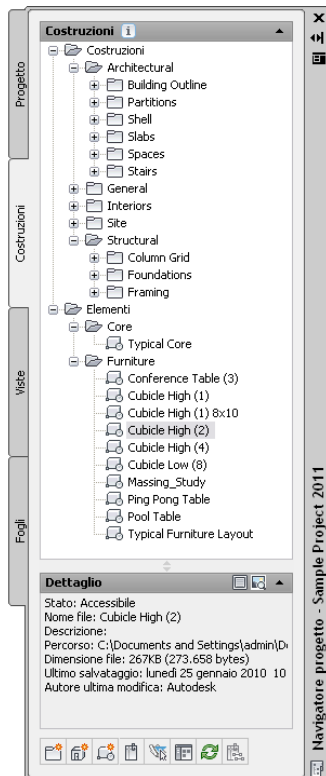 Costruzioni
Costruzioni
Architectural
Building Outline
Partitions
Shell
Slabs
Spaces
Stairs
General
Interiors
Site
Structural
Column Grid
Foundations
Framing
Elementi
Core
Typical Core
Furniture
Conference Table (3)
Cubicle High (1)
Cubicle High (1) 8x10
Cubicle High (2)
Cubicle High (4)
Cubicle Low (8)
Massing_Study
Ping Pong Table
Pool Table
Typical Furniture Layout
Dettaglio
Stato: Accessibile
Nome file: Cubicle High (2)
Descrizione:
Percorso: C:\Documents and Settings\admin\D
Dimensione file: 267KB (273.658 bytes)
Ultimo salvataggio: lunedì 25 gennaio 2010 10
Autore ultima modifica: Autodesk
Progetto
Costruzioni
Viste
Fogli
Navigatore progetto - Sample Project 2011